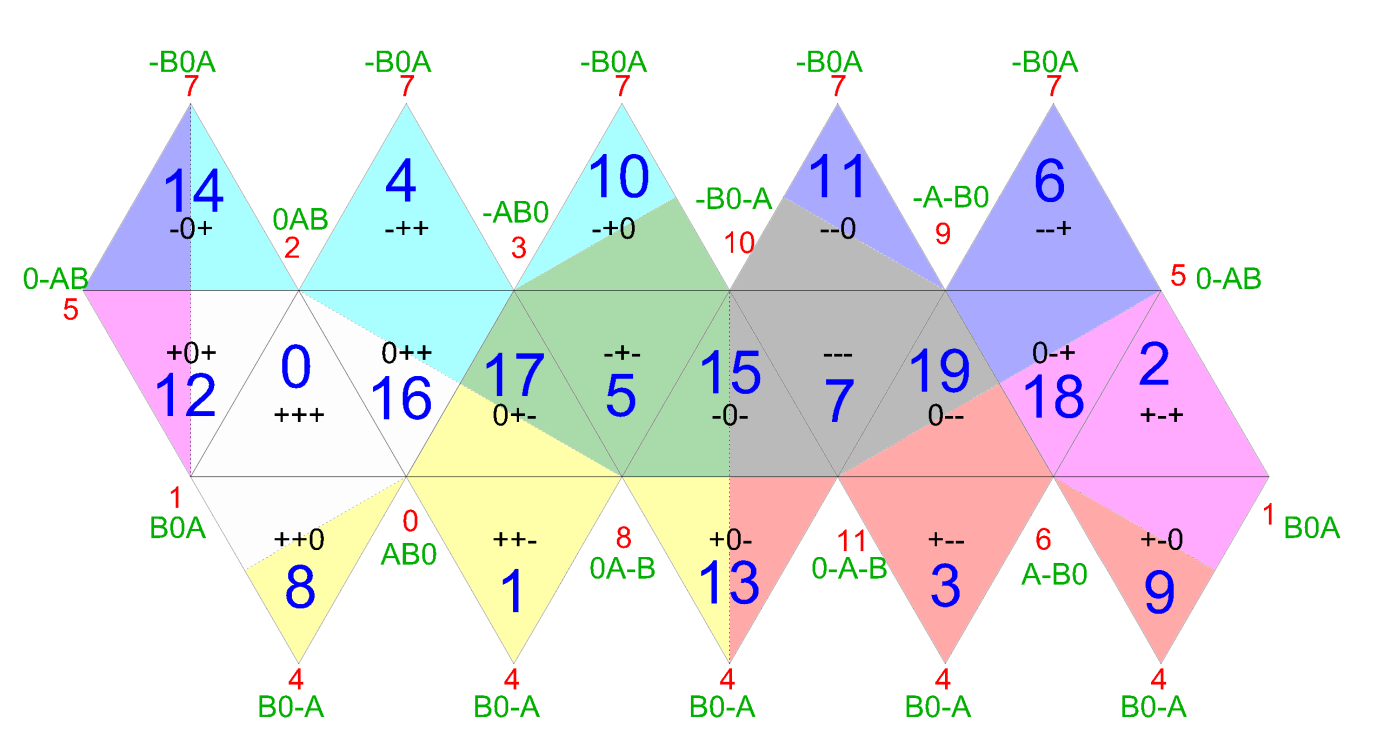 -B0A -B0A -B0A -B0A -B0A
7 7 7 7 7
14 4 10 11 6
-0+ -++ -+0 --0 --+
0AB -AB0 -B0-A -A-B0
2 3 10 9
0-AB 5 0-AB
5
+0+ 0++ -+- --- 0-+
12 0 16 17 5 15 7 19 18 2
+++ 0+- -0- 0-- +-+
1 0 8 11 6 1
B0A AB0 0A-B 0-A-B A-B0 B0A
++0 ++- +0- +-- +-0
8 1 13 3 9
4 4 4 4 4
B0-A B0-A B0-A B0-A B0-A